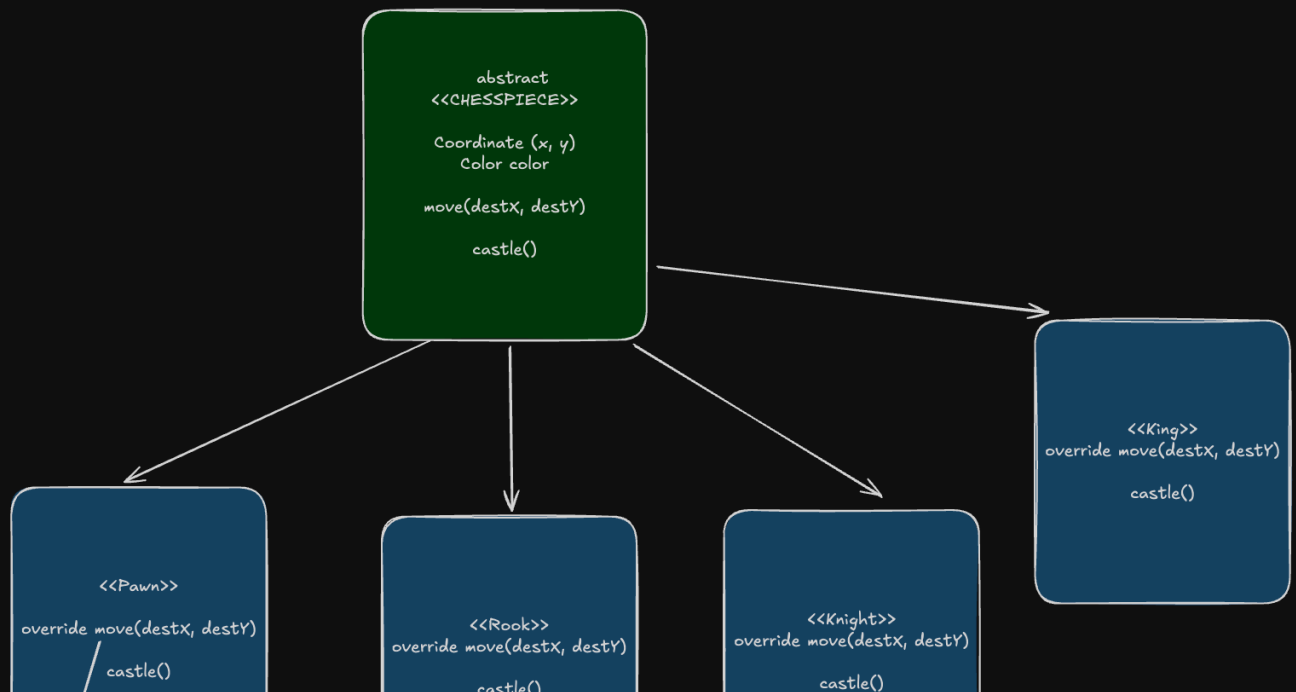 abstract
<<CHESSPIECE>>
Coordinate (x, y)
Color color
move(destX, destY)
castle()
<<King>>
override move(destX, destY)
castle()
<<Pawn>>
override move(destX, destY)
castle()
<<Rook>>
override move(destX, destY)
castle()
<<Knight>>
override move(destX, destY)
castle()